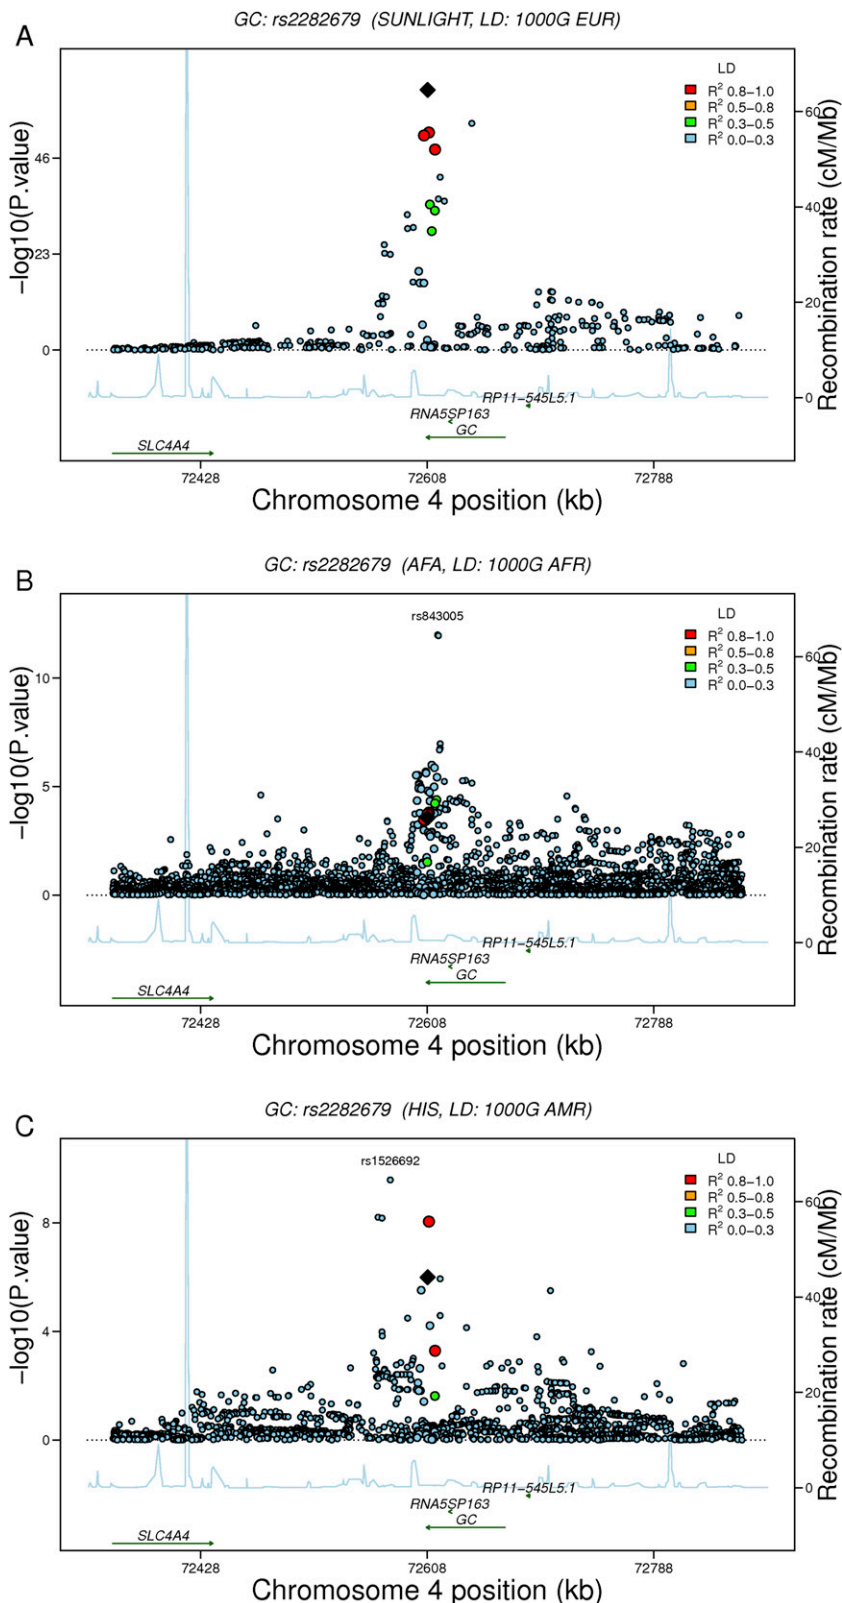 A
GC: rs2282679 (SUNLIGHT, LD: 1000G EUR)
LD
R² 0.8−1.0
R² 0.5−0.8
R² 0.3−0.5
R² 0.0−0.3
−log10(P.value)
46
23
0
Recombination rate (cM/Mb)
60
40
20
0
RP11−545L5.1
RNA5SP163
GC
SLC4A4
72428
72608
72788
Chromosome 4 position (kb)
B
GC: rs2282679 (AFA, LD: 1000G AFR)
rs843005
LD
R² 0.8−1.0
R² 0.5−0.8
R² 0.3−0.5
R² 0.0−0.3
−log10(P.value)
10
5
0
Recombination rate (cM/Mb)
60
40
20
0
RP11−545L5.1
RNA5SP163
GC
SLC4A4
72428
72608
72788
Chromosome 4 position (kb)
C
GC: rs2282679 (HIS, LD: 1000G AMR)
rs1526692
LD
R² 0.8−1.0
R² 0.5−0.8
R² 0.3−0.5
R² 0.0−0.3
−log10(P.value)
8
4
0
Recombination rate (cM/Mb)
60
40
20
0
RP11−545L5.1
RNA5SP163
GC
SLC4A4
72428
72608
72788
Chromosome 4 position (kb)